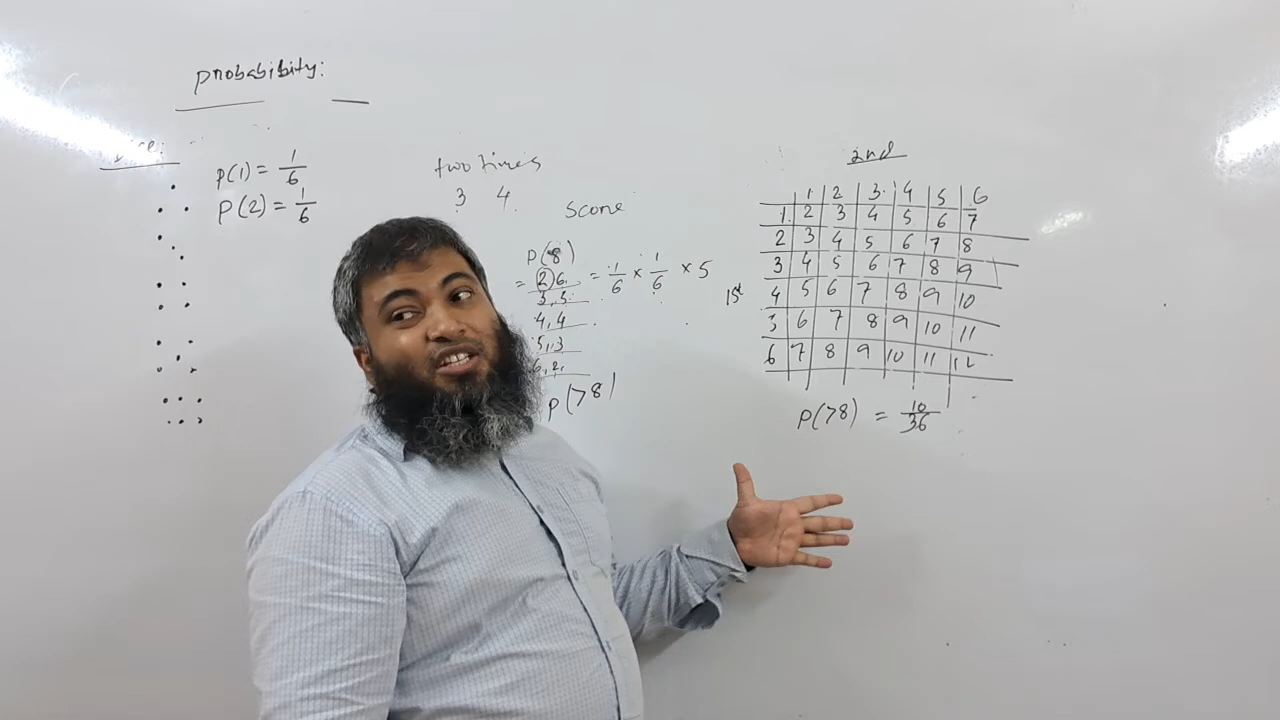 probabibity:
p(1) = 1/6
p(2) = 1/6
two times
3 4
Score
P(8)
= 2 6 = 1/6 × 1/6 × 5
3, 5
4, 4
5, 3
6, 2
p(>8)
2nd
1 2 3 4 5 6
1 2 3 4 5 6 7
2 3 4 5 6 7 8
3 4 5 6 7 8 9
1st
4 5 6 7 8 9 10
5 6 7 8 9 10 11
6 7 8 9 10 11 12
p(>8) = 10/36